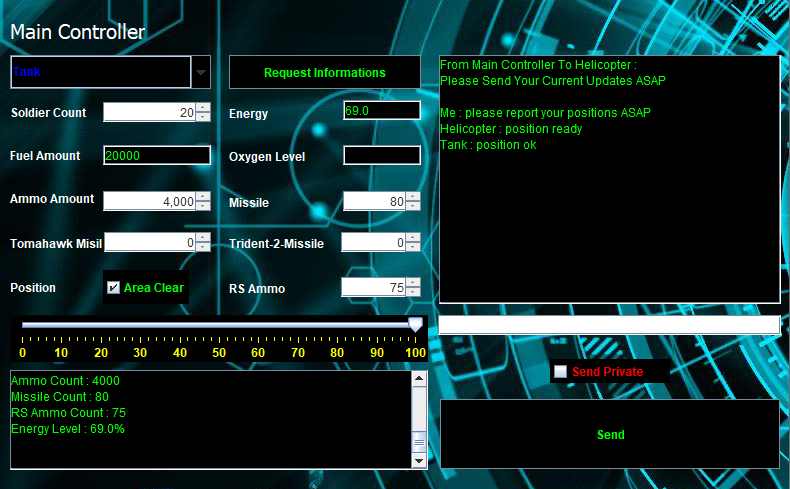 Main Controller
Tank
Request Informations
Soldier Count 20
Energy 69.0
Fuel Amount 20000
Oxygen Level
Ammo Amount 4,000
Missile 80
Tomahawk Misil 0
Trident-2-Missile 0
Position Area Clear
RS Ammo 75
0 10 20 30 40 50 60 70 80 90 100
Ammo Count : 4000
Missile Count : 80
RS Ammo Count : 75
Energy Level : 69.0%
From Main Controller To Helicopter :
Please Send Your Current Updates ASAP
Me : please report your positions ASAP
Helicopter : position ready
Tank : position ok
Send Private
Send